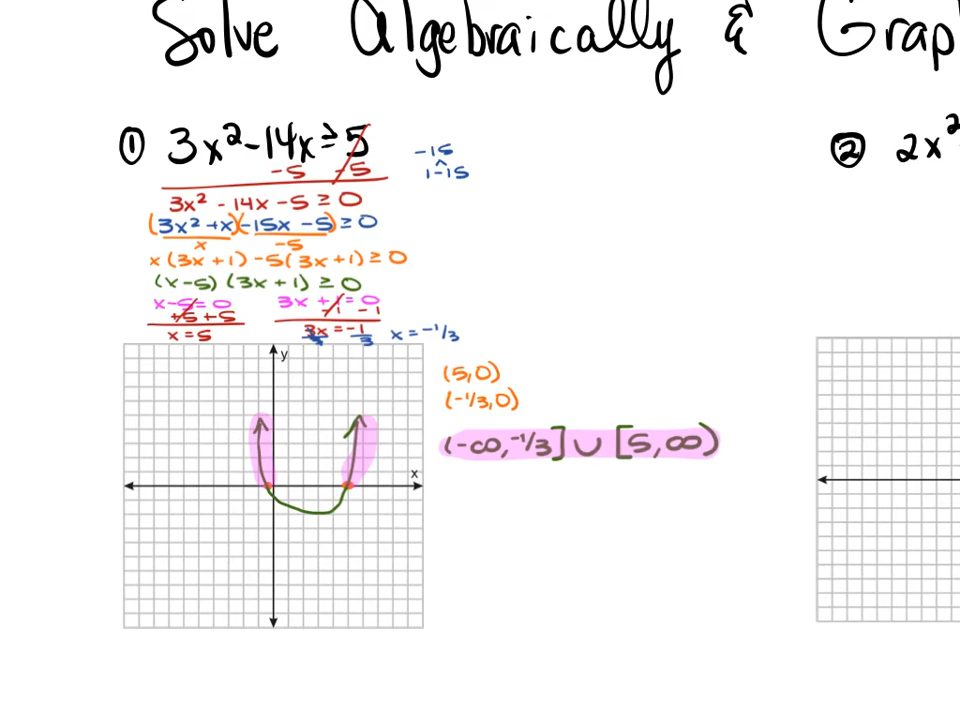 Solve Algebraically & Grap
① 3x² - 14x ≥ 5
-5 -5
-15
1 -15
3x² - 14x - 5 ≥ 0
(3x² + x)(-15x - 5) ≥ 0
x -5
x (3x + 1) - 5 (3x + 1) ≥ 0
(x - 5) (3x + 1) ≥ 0
x - 5 = 0 3x + 1 = 0
+5 +5 -1 -1
x = 5 3x = -1 x = -1/3
3 3
y
x
(5, 0)
(-1/3, 0)
(-∞, -1/3] ∪ [5, ∞)
② 2x²